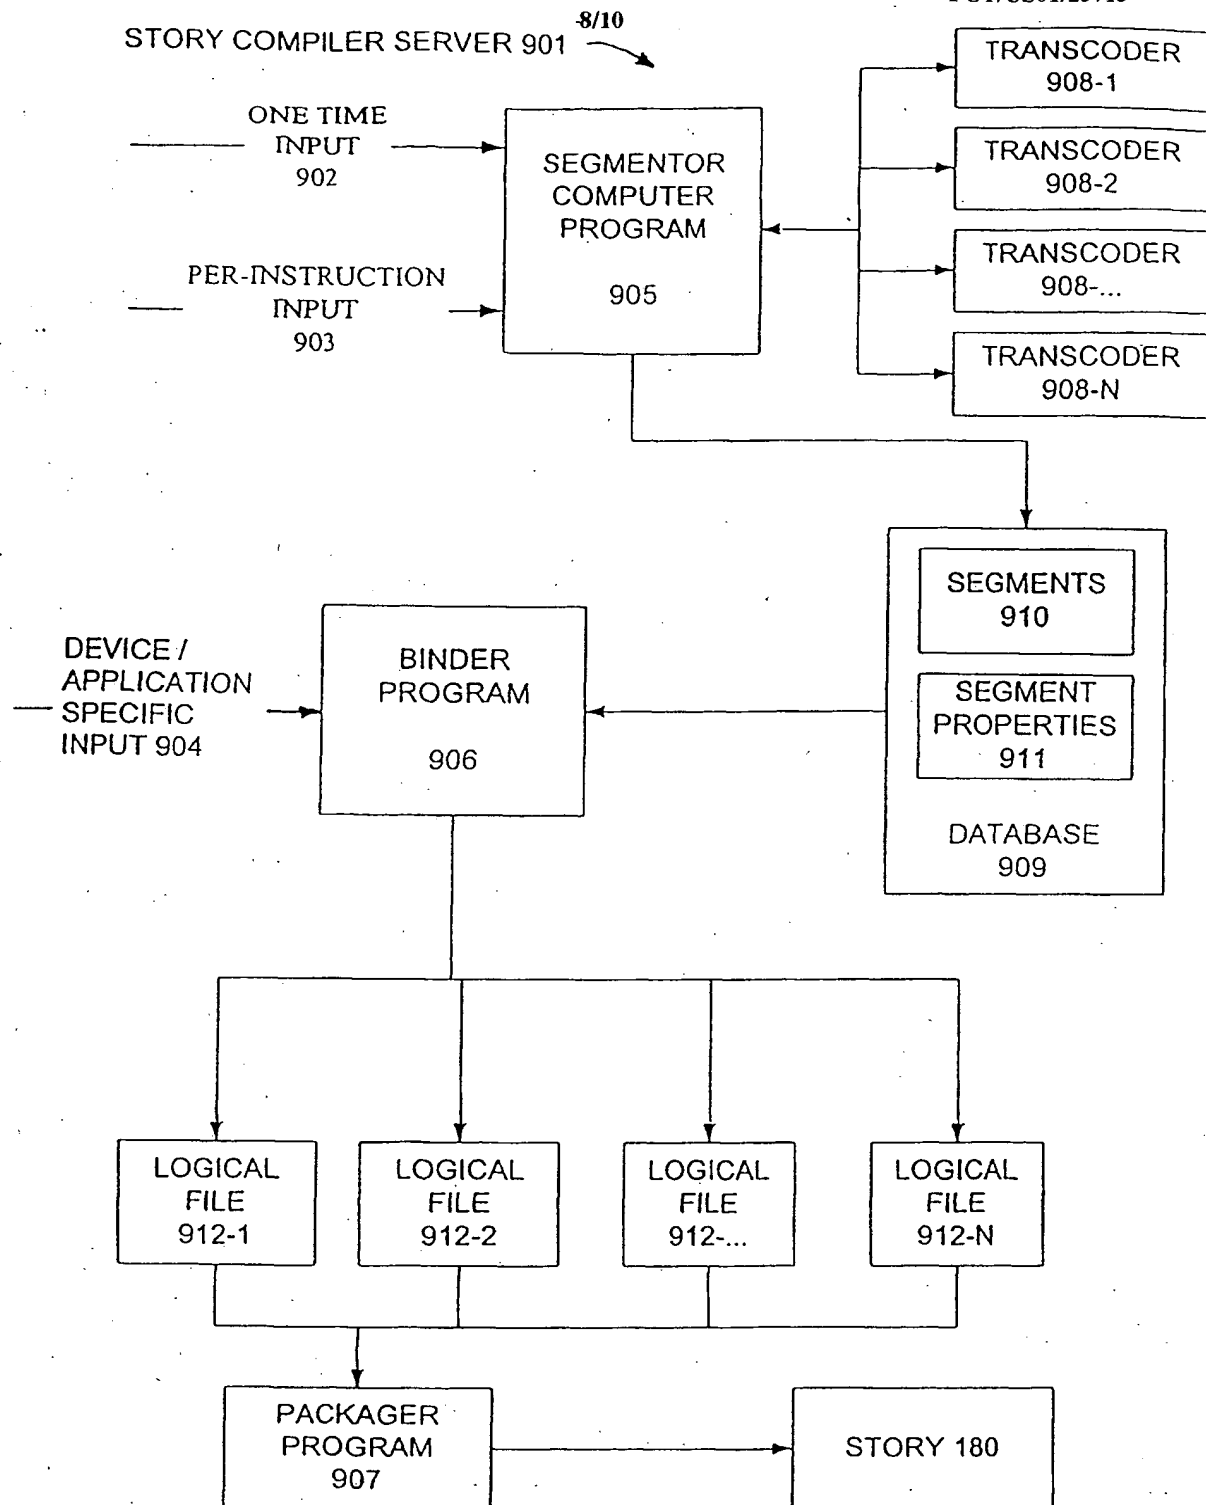 8/10
STORY COMPILER SERVER 901
TRANSCODER
908-1
ONE TIME
INPUT
902
TRANSCODER
908-2
SEGMENTOR
COMPUTER
PROGRAM
905
PER-INSTRUCTION
INPUT
903
TRANSCODER
908-...
TRANSCODER
908-N
SEGMENTS
910
SEGMENT
PROPERTIES
911
DATABASE
909
DEVICE /
APPLICATION
SPECIFIC
INPUT 904
BINDER
PROGRAM
906
LOGICAL
FILE
912-1
LOGICAL
FILE
912-2
LOGICAL
FILE
912-...
LOGICAL
FILE
912-N
PACKAGER
PROGRAM
907
STORY 180